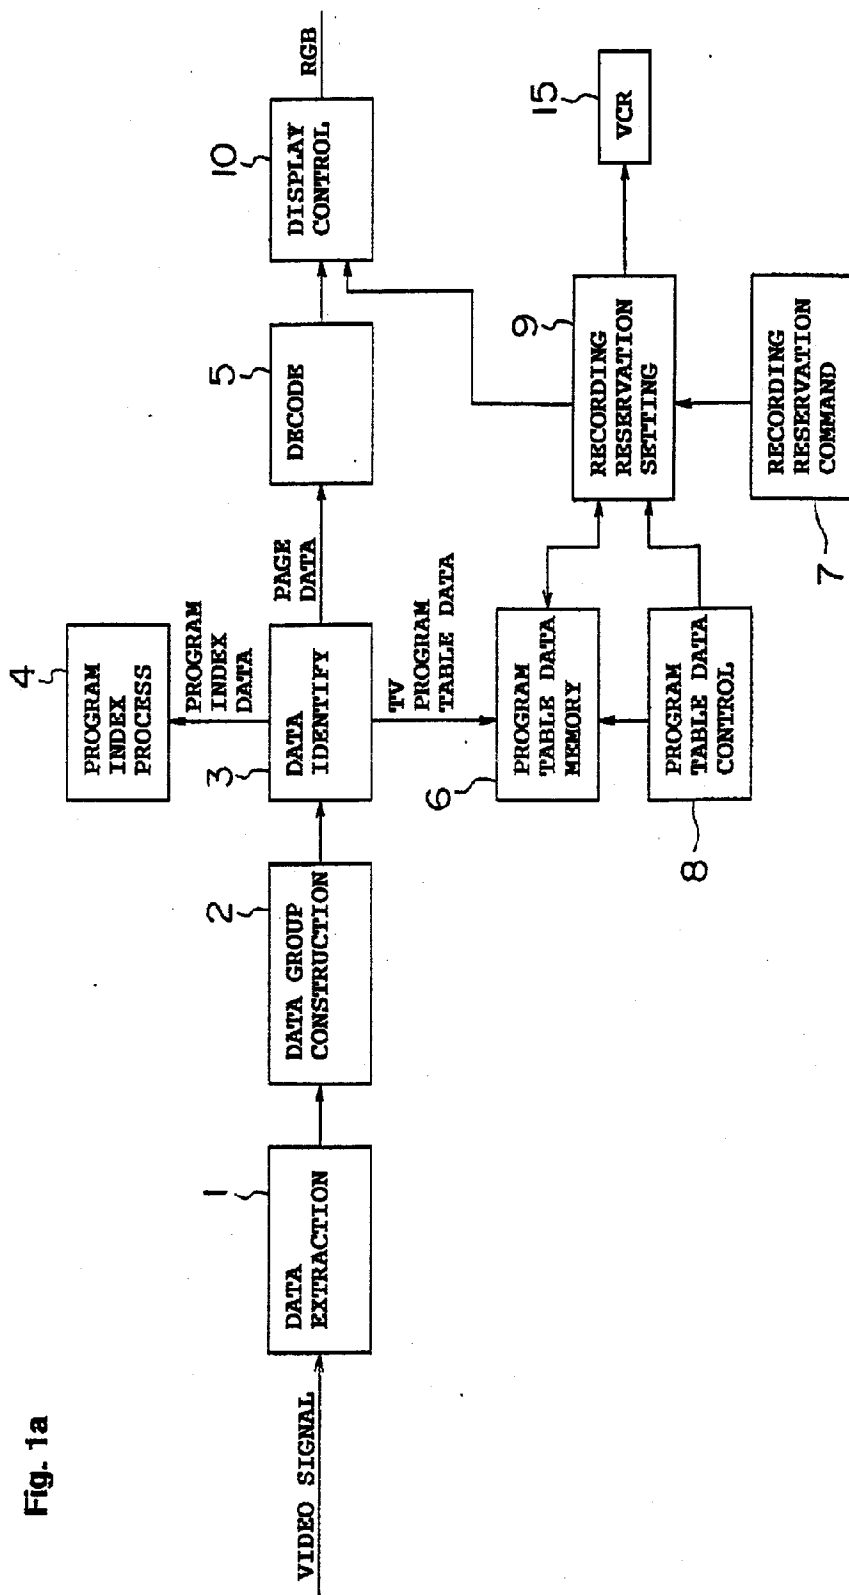 Fig. 1a
VIDEO SIGNAL
1
DATA
EXTRACTION
2
DATA GROUP
CONSTRUCTION
3
DATA
IDENTIFY
PROGRAM
INDEX
DATA
4
PROGRAM
INDEX
PROCESS
PAGE
DATA
5
DECODE
10
DISPLAY
CONTROL
RGB
TV
PROGRAM
TABLE DATA
6
PROGRAM
TABLE DATA
MEMORY
8
PROGRAM
TABLE DATA
CONTROL
9
RECORDING
RESERVATION
SETTING
7
RECORDING
RESERVATION
COMMAND
15
VCR